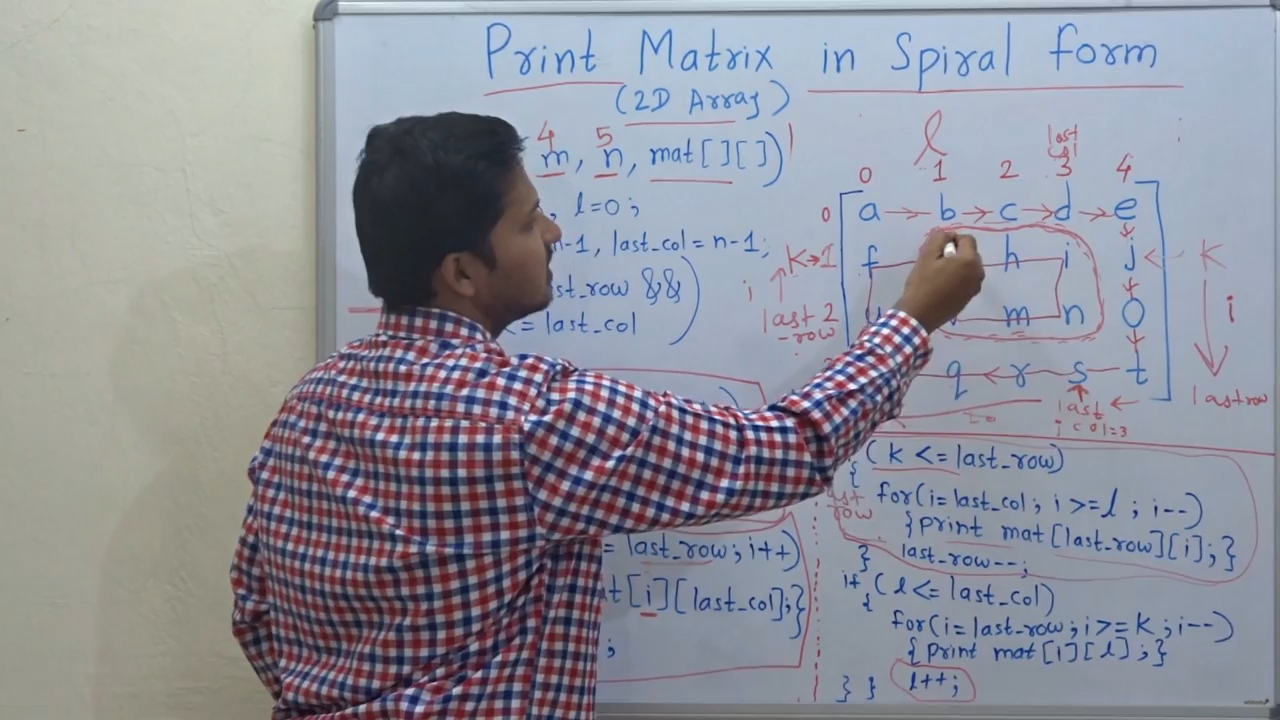 Print Matrix in Spiral form
(2D Array)
4 5
m, n, mat[][])
, l=0;
n-1, last_col = n-1;
last_row &&
= last_col
= last_row; i++)
[i][last_col];}
;
l
last
col
0 1 2 3 4
0 a b c d e
K→1 f h i j K
i
last 2 m n O i
-row
q r s t
last row
last
col=3
(K <= last_row)
{
for(i=last_col; i>=l; i--)
{print mat[last_row][i];}
} last_row--;
if (l <= last_col)
{
for(i=last_row; i>=K; i--)
{print mat[i][l];}
} } l++;